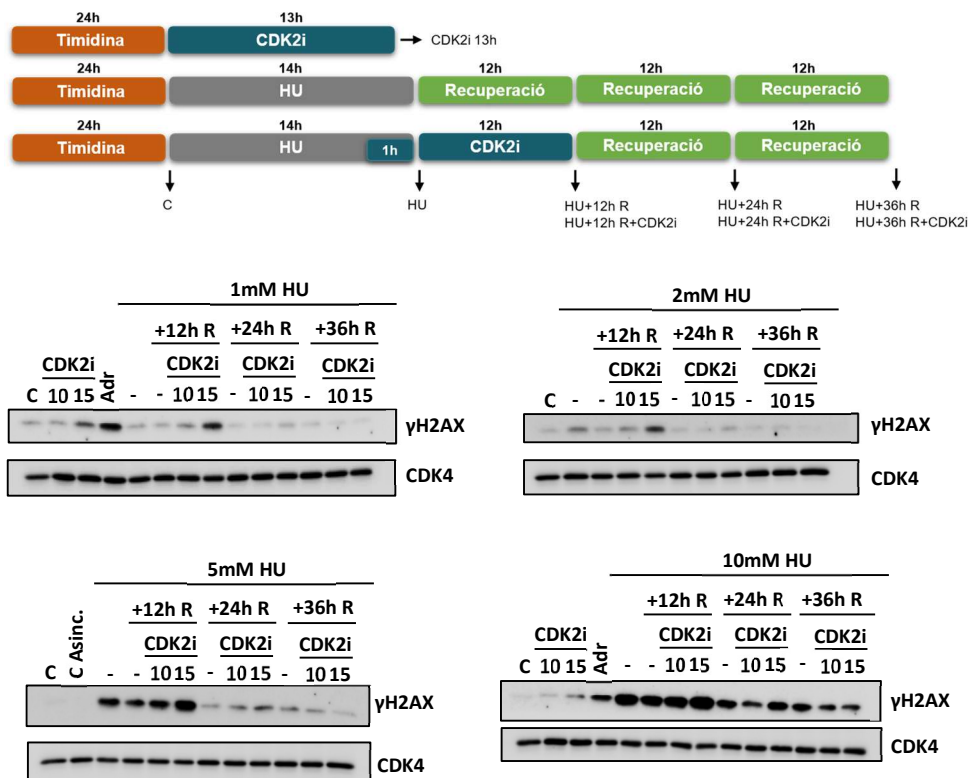 24h 13h
Timidina CDK2i CDK2i 13h
24h 14h 12h 12h 12h
Timidina HU Recuperació Recuperació Recuperació
24h 14h 12h 12h 12h
Timidina HU 1h CDK2i Recuperació Recuperació
C HU HU+12h R HU+24h R HU+36h R
HU+12h R+CDK2i HU+24h R+CDK2i HU+36h R+CDK2i
1mM HU
+12h R +24h R +36h R
CDK2i Adr CDK2i CDK2i CDK2i
C 10 15 - - 10 15 - 10 15 - 10 15
γH2AX
CDK4
2mM HU
+12h R +24h R +36h R
CDK2i CDK2i CDK2i
C - - 10 15 - 10 15 - 10 15
γH2AX
CDK4
5mM HU
+12h R +24h R +36h R
C Asinc. CDK2i CDK2i CDK2i
C - - 10 15 - 10 15 - 10 15
γH2AX
CDK4
10mM HU
+12h R +24h R +36h R
CDK2i Adr CDK2i CDK2i CDK2i
C 10 15 - - 10 15 - 10 15 - 10 15
γH2AX
CDK4